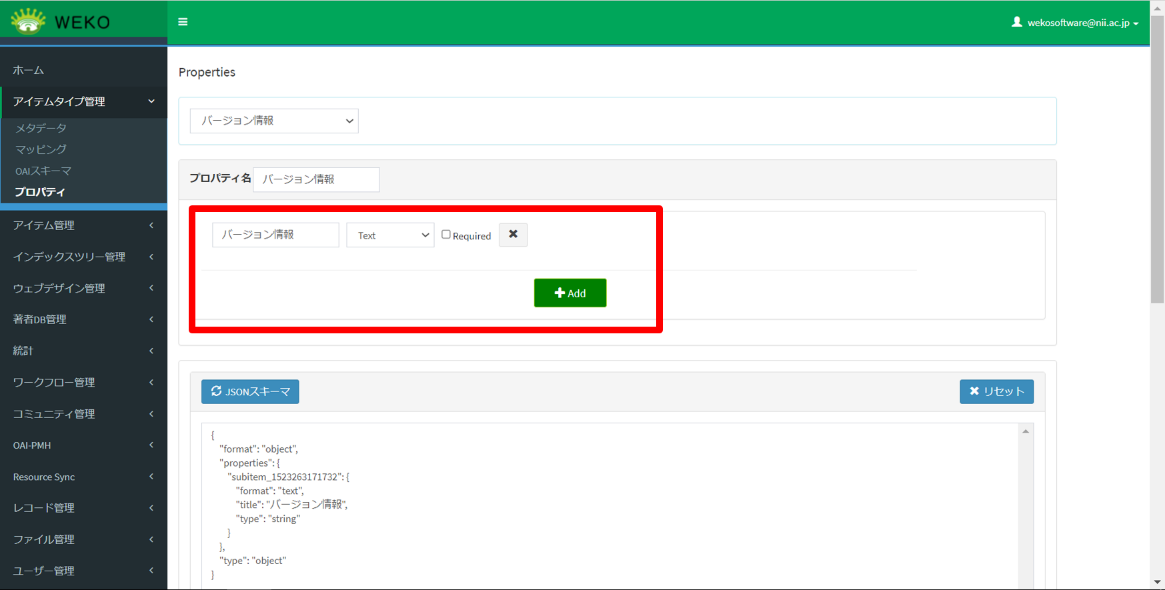 WEKO
wekosoftware@nii.ac.jp
ホーム
アイテムタイプ管理
メタデータ
マッピング
OAIスキーマ
プロパティ
アイテム管理
インデックスツリー管理
ウェブデザイン管理
著者DB管理
統計
ワークフロー管理
コミュニティ管理
OAI-PMH
Resource Sync
レコード管理
ファイル管理
ユーザー管理
Properties
バージョン情報
プロパティ名 バージョン情報
バージョン情報 Text Required
Add
JSONスキーマ リセット
{
"format": "object",
"properties": {
"subitem_1523263171732": {
"format": "text",
"title": "バージョン情報",
"type": "string"
}
},
"type": "object"
}